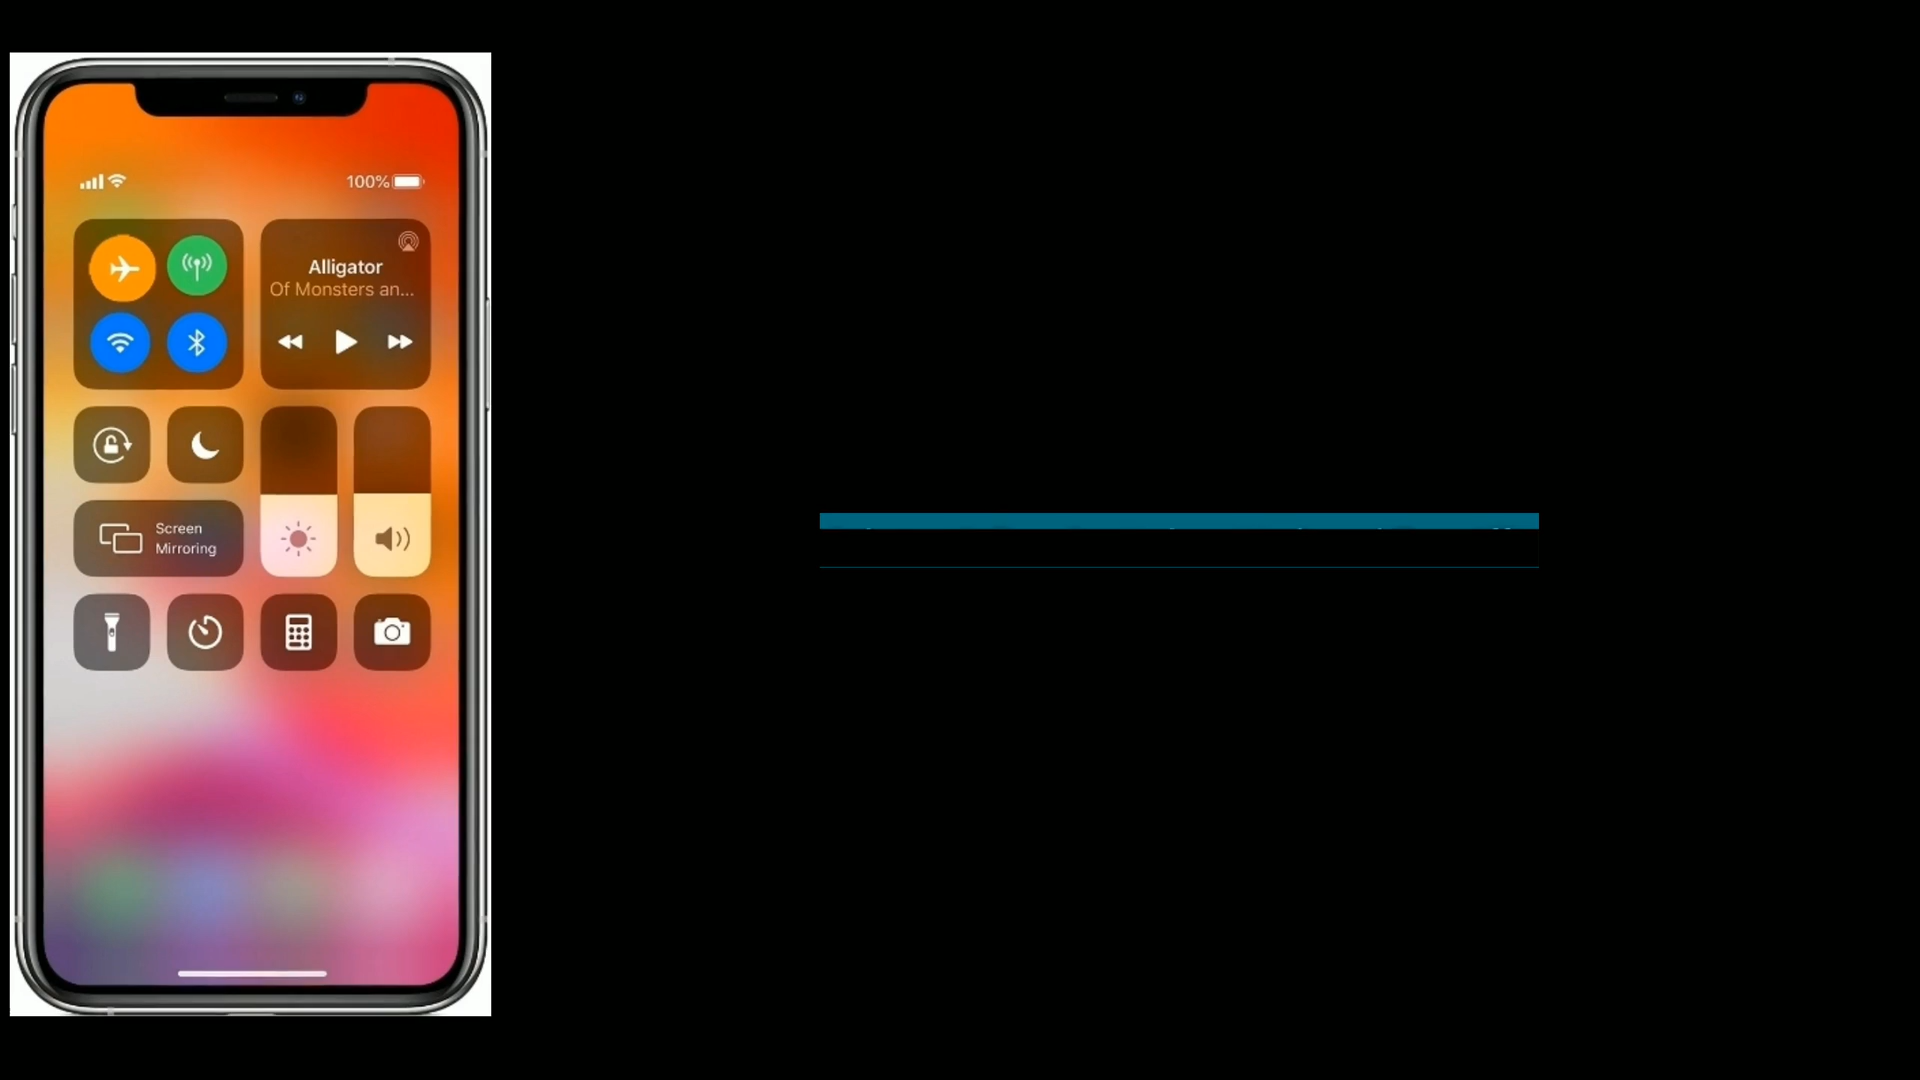 100%
Alligator
Of Monsters an...
Screen
Mirroring